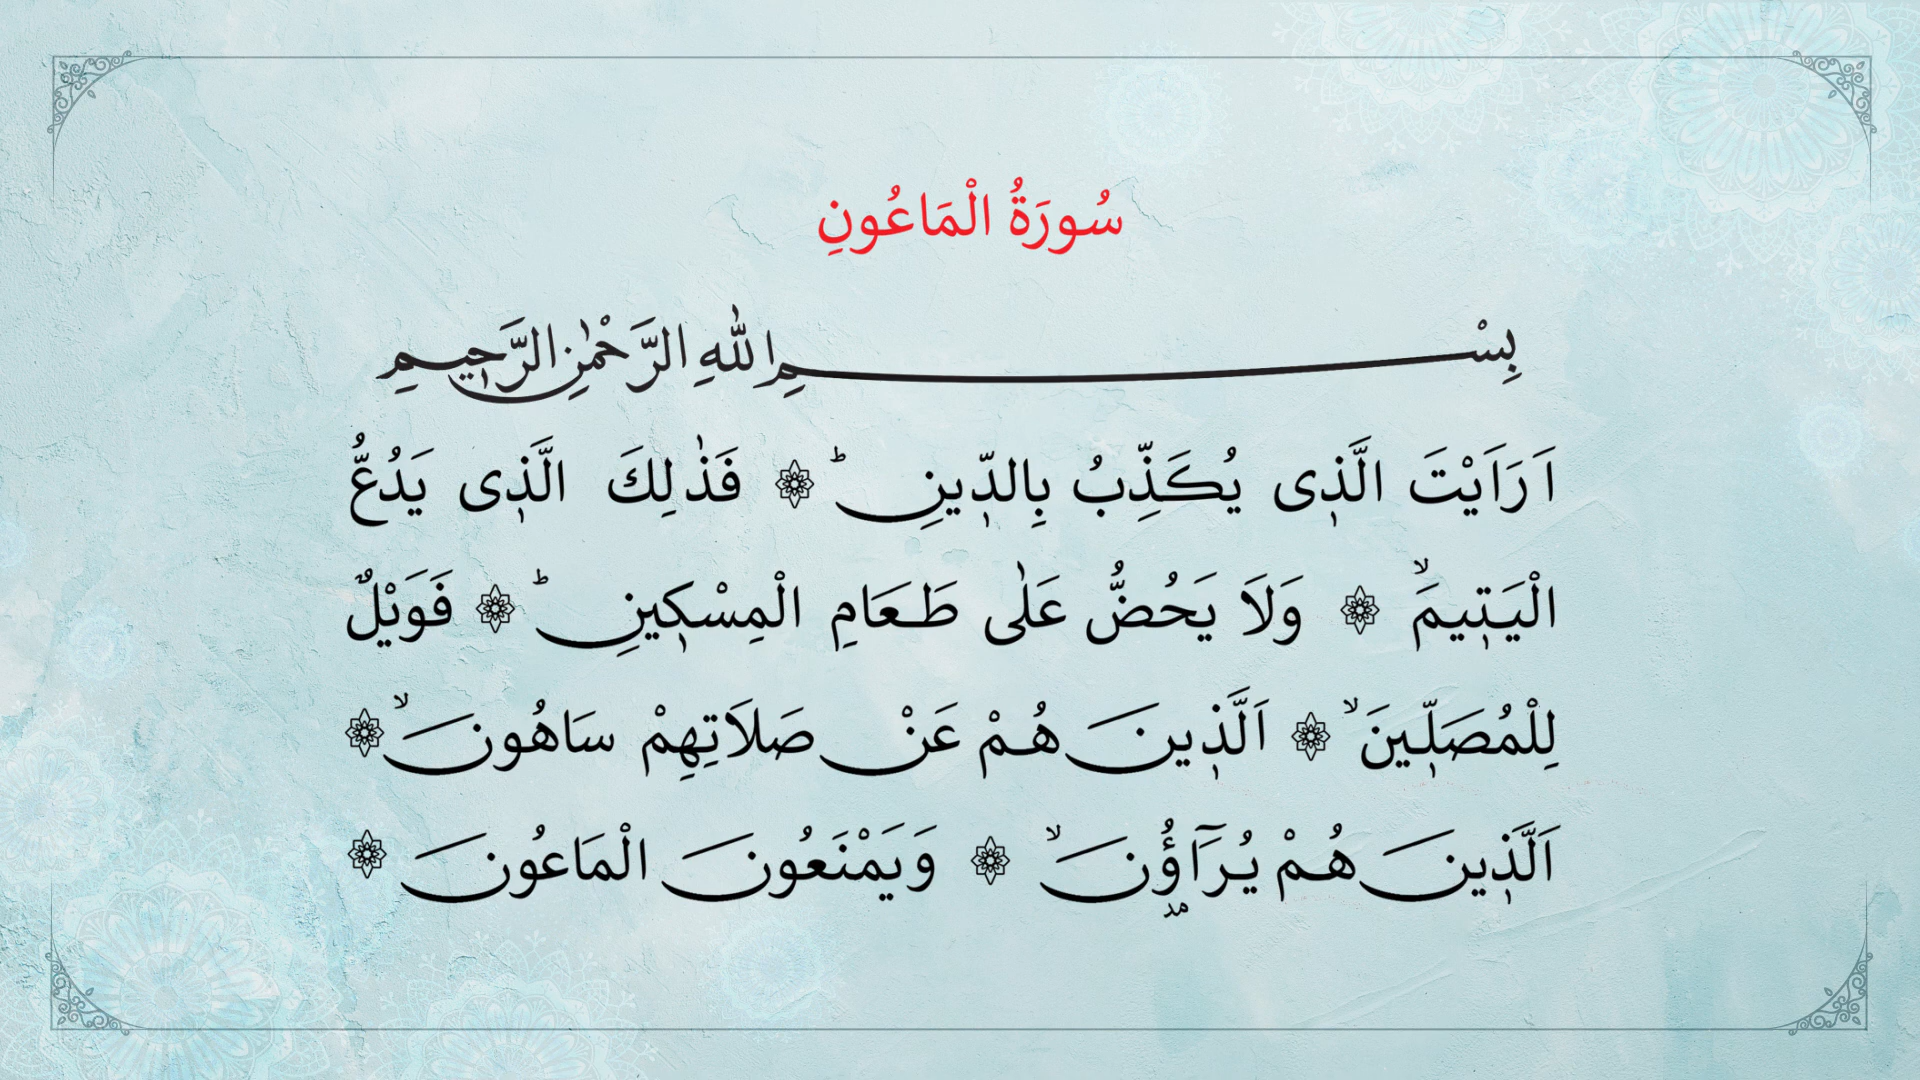 سُورَةُ الْمَاعُونِ
بِسْمِ اللّٰهِ الرَّحْمٰنِ الرَّحِيمِ
اَرَاَيْتَ الَّذٖى يُكَذِّبُ بِالدّٖينِؕ ۞ فَذٰلِكَ الَّذٖى يَدُعُّ
الْيَتٖيمَۙ ۞ وَلَا يَحُضُّ عَلٰى طَعَامِ الْمِسْكٖينِؕ ۞ فَوَيْلٌ
لِلْمُصَلّٖينَۙ ۞ اَلَّذٖينَ هُمْ عَنْ صَلَاتِهِمْ سَاهُونَۙ ۞
اَلَّذٖينَ هُمْ يُرَٓاؤُ۫نَۙ ۞ وَيَمْنَعُونَ الْمَاعُونَ ۞